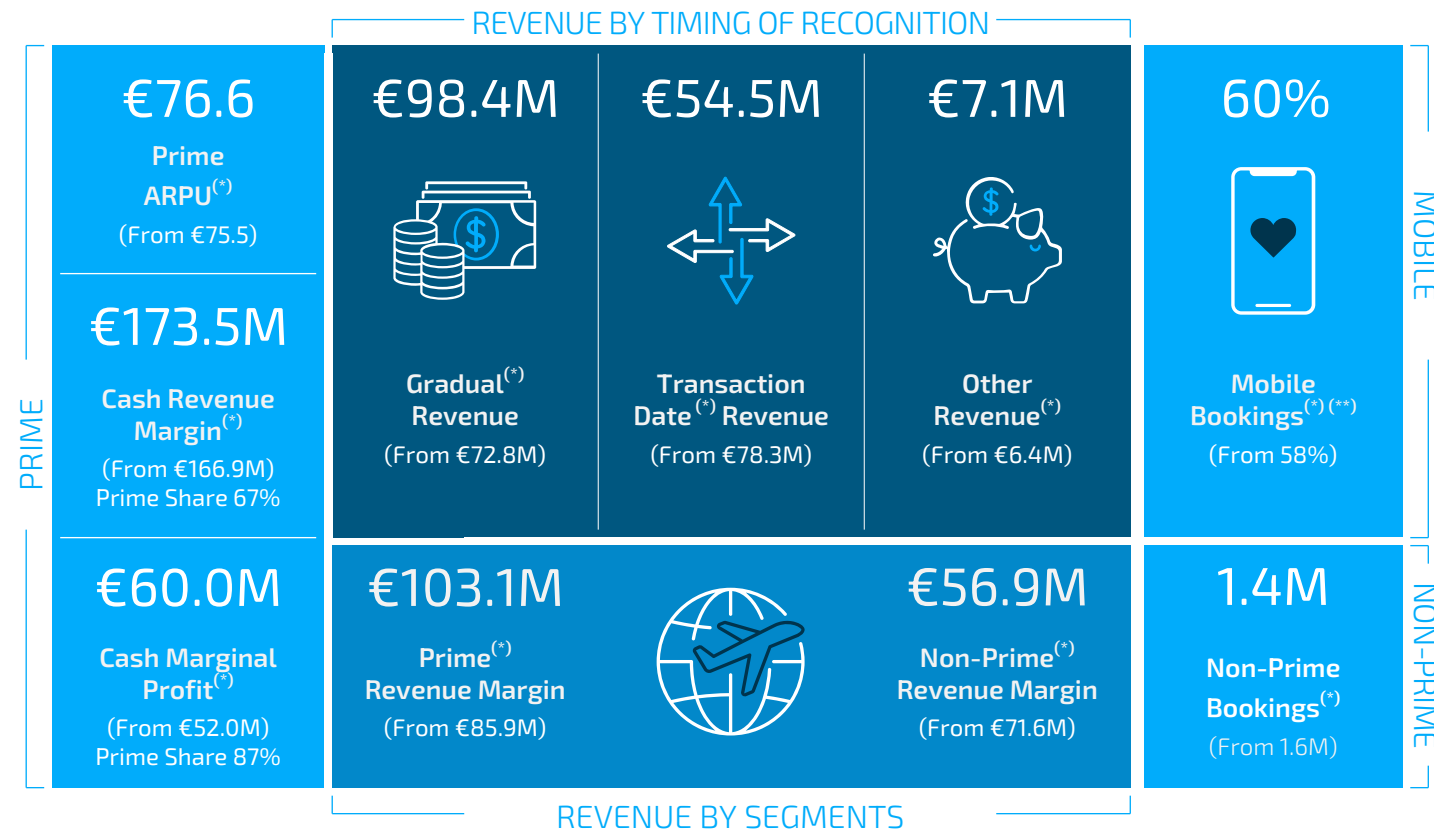 REVENUE BY TIMING OF RECOGNITION
PRIME
€76.6
Prime
ARPU(*)
(From €75.5)
€173.5M
Cash Revenue
Margin(*)
(From €166.9M)
Prime Share 67%
€60.0M
Cash Marginal
Profit(*)
(From €52.0M)
Prime Share 87%
€98.4M
$
Gradual(*)
Revenue
(From €72.8M)
€54.5M
Transaction
Date(*) Revenue
(From €78.3M)
€7.1M
$
Other
Revenue(*)
(From €6.4M)
€103.1M
Prime(*)
Revenue Margin
(From €85.9M)
€56.9M
Non-Prime(*)
Revenue Margin
(From €71.6M)
REVENUE BY SEGMENTS
60%
Mobile
Bookings(*) (**)
(From 58%)
MOBILE
1.4M
Non-Prime
Bookings(*)
(From 1.6M)
NON-PRIME